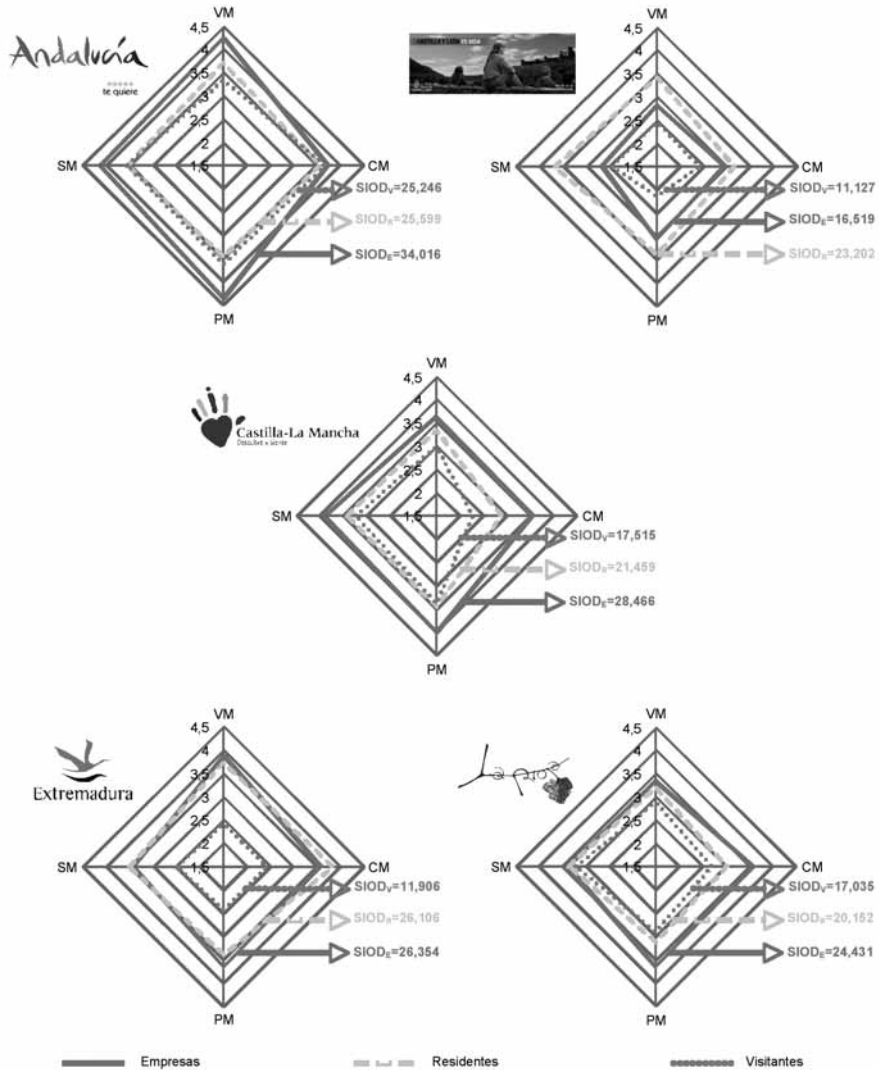 Andalucía
te quiere
VM
4,5
4
3,5
3
2,5
2
1,5
SM
CM
PM
SIODV=25,246
SIODR=25,599
SIODE=34,016
CASTILLA Y LEÓN ES VIDA
VM
4,5
4
3,5
3
2,5
2
1,5
SM
CM
PM
SIODV=11,127
SIODE=16,519
SIODR=23,202
Castilla-La Mancha
VM
4,5
4
3,5
3
2,5
2
1,5
SM
CM
PM
SIODV=17,515
SIODR=21,459
SIODE=28,466
Extremadura
VM
4,5
4
3,5
3
2,5
2
1,5
SM
CM
PM
SIODV=11,906
SIODR=26,106
SIODE=26,354
La Rioja
VM
4,5
4
3,5
3
2,5
2
1,5
SM
CM
PM
SIODV=17,035
SIODR=20,152
SIODE=24,431
Empresas
Residentes
Visitantes